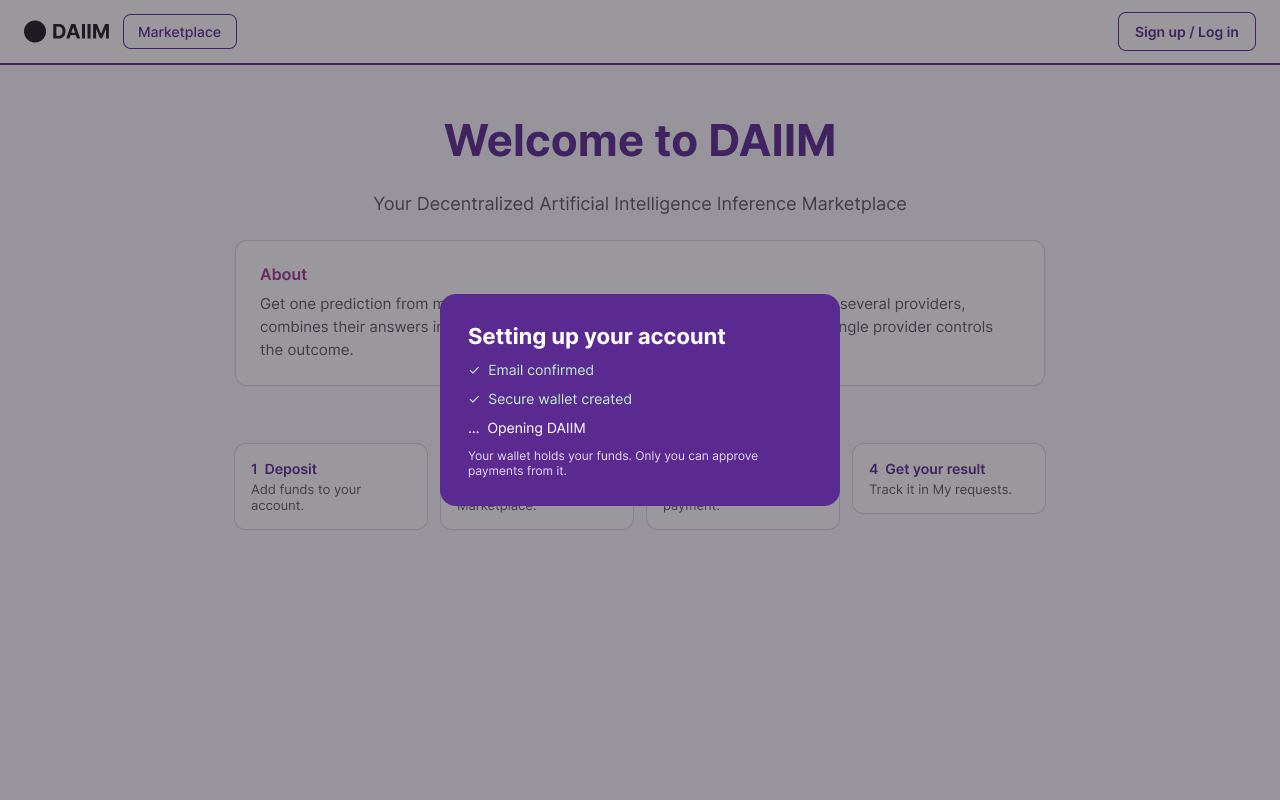 DAIIM
Marketplace
Sign up / Log in
Welcome to DAIIM
Your Decentralized Artificial Intelligence Inference Marketplace
About
Get one prediction from several providers,
combines their answers provider controls
the outcome.
Setting up your account
✓ Email confirmed
✓ Secure wallet created
... Opening DAIIM
Your wallet holds your funds. Only you can approve
payments from it.
1 Deposit
Add funds to your
account.
Marketplace.
payment.
4 Get your result
Track it in My requests.